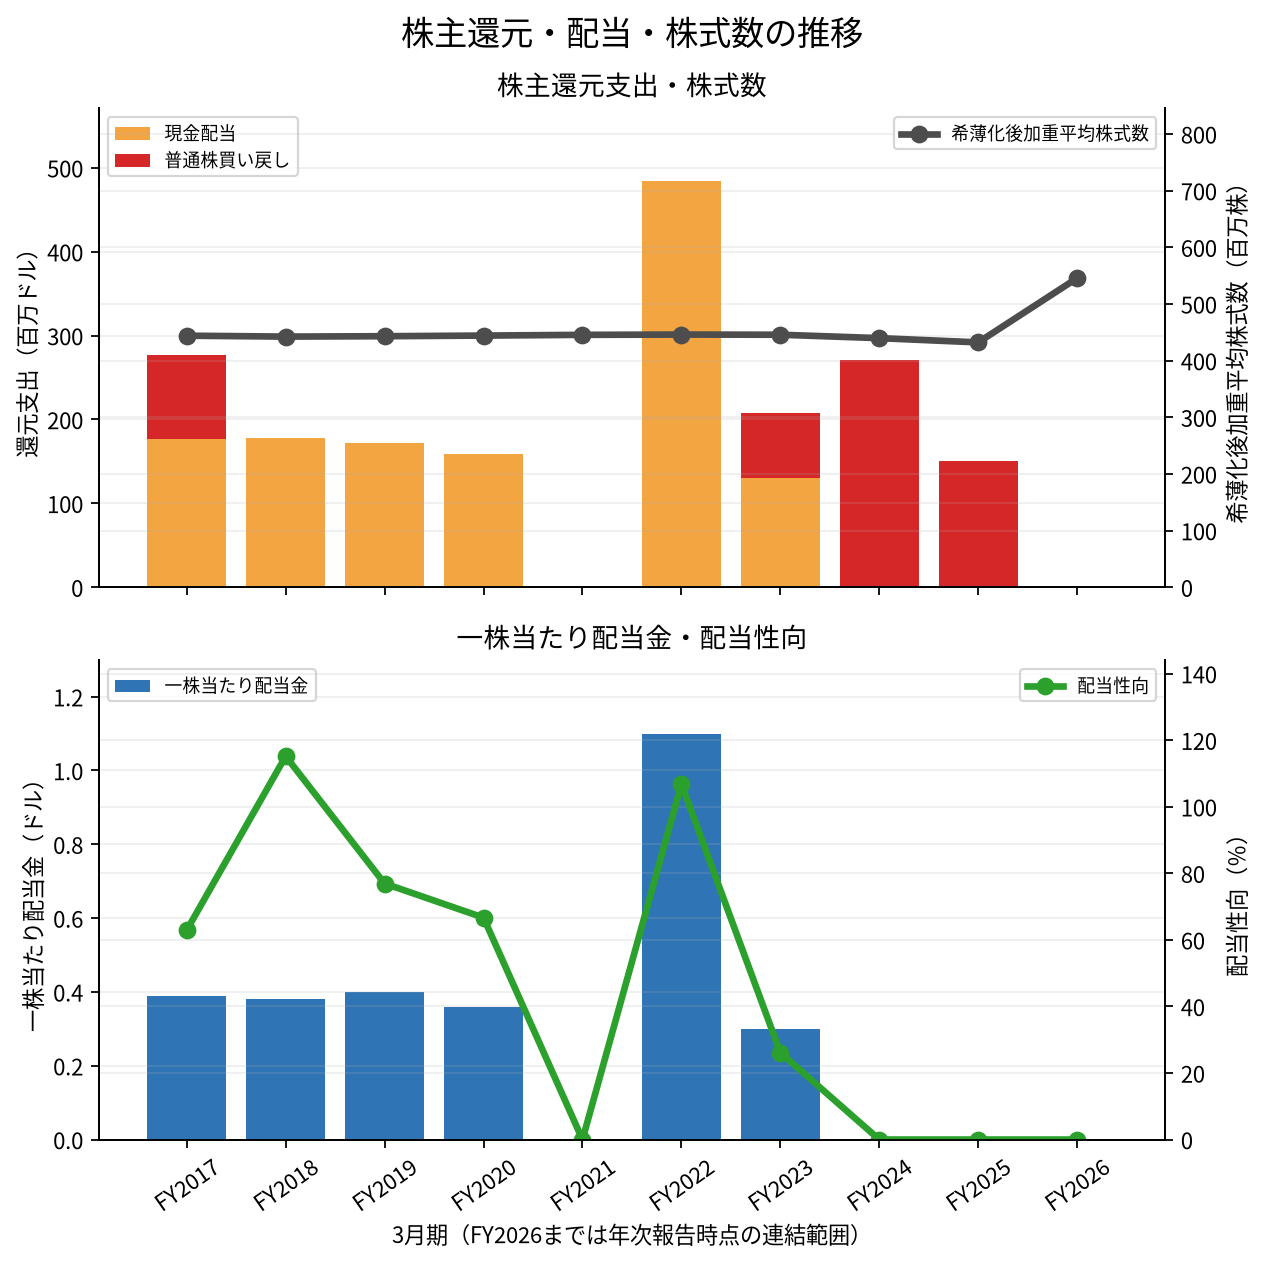 株主還元・配当・株式数の推移
株主還元支出・株式数
現金配当
普通株買い戻し
希薄化後加重平均株式数
還元支出（百万ドル）
0
100
200
300
400
500
希薄化後加重平均株式数（百万株）
0
100
200
300
400
500
600
700
800
一株当たり配当金・配当性向
一株当たり配当金
配当性向
一株当たり配当金（ドル）
0.0
0.2
0.4
0.6
0.8
1.0
1.2
配当性向（%）
0
20
40
60
80
100
120
140
FY2017
FY2018
FY2019
FY2020
FY2021
FY2022
FY2023
FY2024
FY2025
FY2026
3月期（FY2026までは年次報告時点の連結範囲）